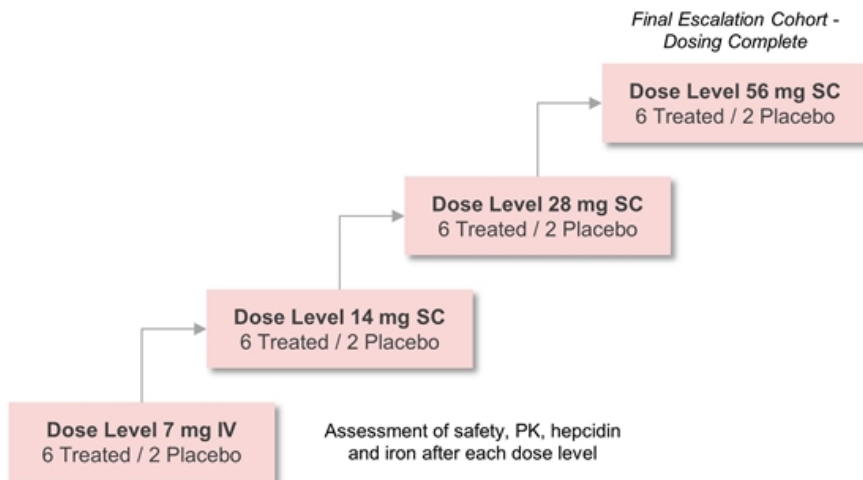 Final Escalation Cohort -
Dosing Complete
Dose Level 56 mg SC
6 Treated / 2 Placebo
Dose Level 28 mg SC
6 Treated / 2 Placebo
Dose Level 14 mg SC
6 Treated / 2 Placebo
Dose Level 7 mg IV
6 Treated / 2 Placebo
Assessment of safety, PK, hepcidin
and iron after each dose level